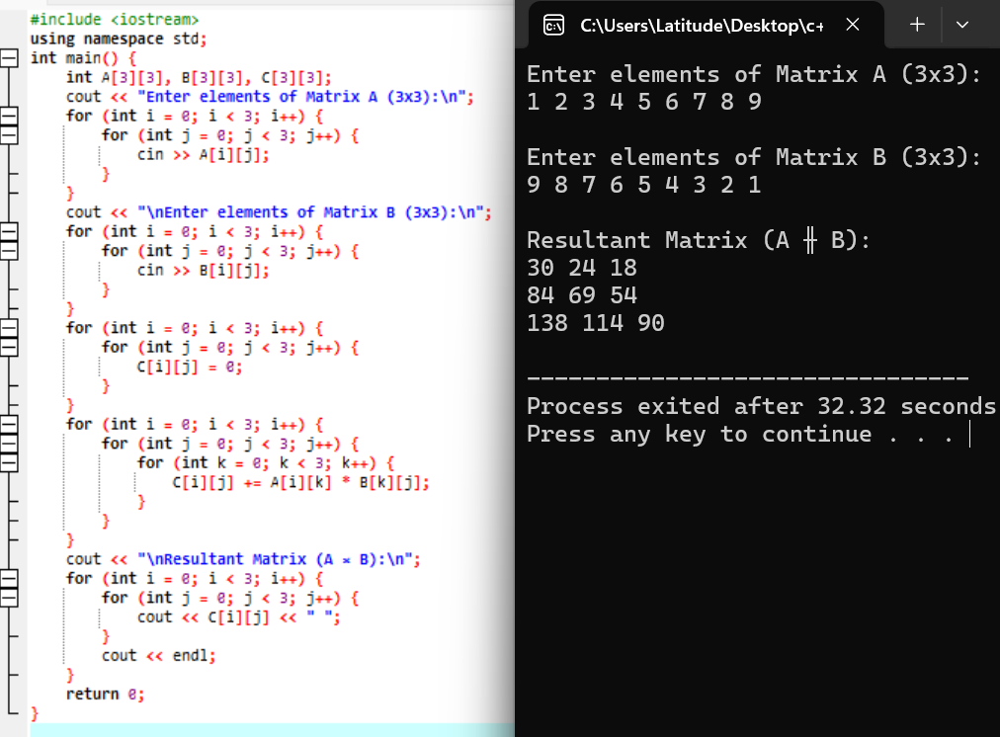 #include <iostream>
using namespace std;
int main() {
    int A[3][3], B[3][3], C[3][3];
    cout << "Enter elements of Matrix A (3x3):\n";
    for (int i = 0; i < 3; i++) {
        for (int j = 0; j < 3; j++) {
            cin >> A[i][j];
        }
    }
    cout << "\nEnter elements of Matrix B (3x3):\n";
    for (int i = 0; i < 3; i++) {
        for (int j = 0; j < 3; j++) {
            cin >> B[i][j];
        }
    }
    for (int i = 0; i < 3; i++) {
        for (int j = 0; j < 3; j++) {
            C[i][j] = 0;
        }
    }
    for (int i = 0; i < 3; i++) {
        for (int j = 0; j < 3; j++) {
            for (int k = 0; k < 3; k++) {
                C[i][j] += A[i][k] * B[k][j];
            }
        }
    }
    cout << "\nResultant Matrix (A × B):\n";
    for (int i = 0; i < 3; i++) {
        for (int j = 0; j < 3; j++) {
            cout << C[i][j] << " ";
        }
        cout << endl;
    }
    return 0;
}
C:\Users\Latitude\Desktop\c+
Enter elements of Matrix A (3x3):
1 2 3 4 5 6 7 8 9
Enter elements of Matrix B (3x3):
9 8 7 6 5 4 3 2 1
Resultant Matrix (A ╫ B):
30 24 18
84 69 54
138 114 90
--------------------------------
Process exited after 32.32 seconds
Press any key to continue . . .